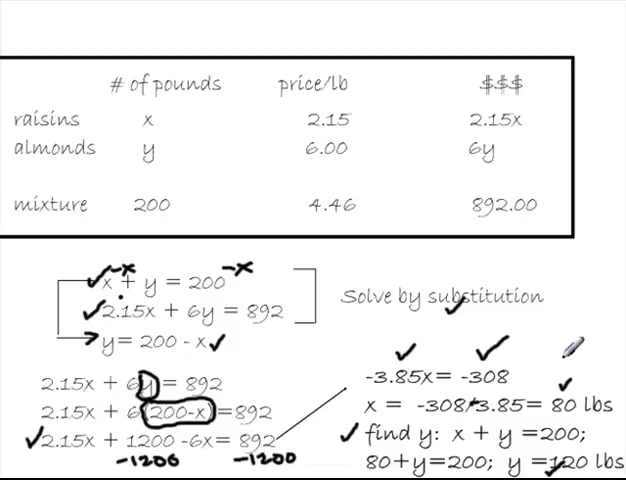 # of pounds price/lb $$$
raisins x 2.15 2.15x
almonds y 6.00 6y
mixture 200 4.46 892.00
-x -x
x + y = 200
2.15x + 6y = 892
y = 200 - x
Solve by substitution
2.15x + 6y = 892
2.15x + 6(200-x) = 892
2.15x + 1200 - 6x = 892
-1200 -1200
-3.85x = -308
x = -308/-3.85 = 80 lbs
find y: x + y = 200;
80+y=200; y = 120 lbs